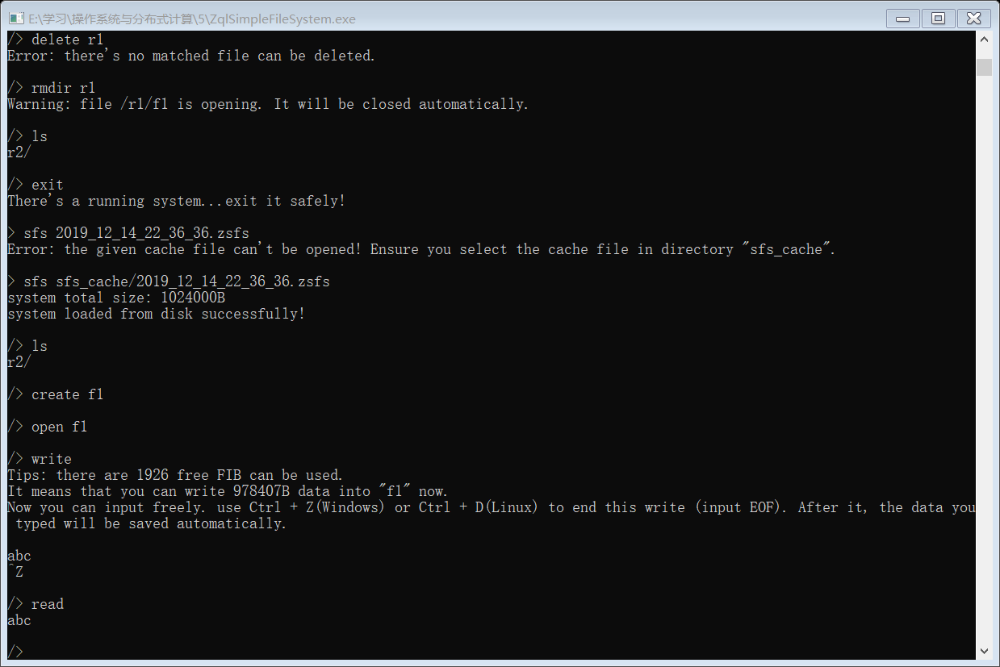 E:\学习\操作系统与分布式计算\5\ZqlSimpleFileSystem.exe
/> delete r1
Error: there's no matched file can be deleted.
/> rmdir r1
Warning: file /r1/f1 is opening. It will be closed automatically.
/> ls
r2/
/> exit
There's a running system...exit it safely!
> sfs 2019_12_14_22_36_36.zsfs
Error: the given cache file can't be opened! Ensure you select the cache file in directory "sfs_cache".
> sfs sfs_cache/2019_12_14_22_36_36.zsfs
system total size: 1024000B
system loaded from disk successfully!
/> ls
r2/
/> create f1
/> open f1
/> write
Tips: there are 1926 free FIB can be used.
It means that you can write 978407B data into "f1" now.
Now you can input freely. use Ctrl + Z(Windows) or Ctrl + D(Linux) to end this write (input EOF). After it, the data you
typed will be saved automatically.
abc
^Z
/> read
abc
/>